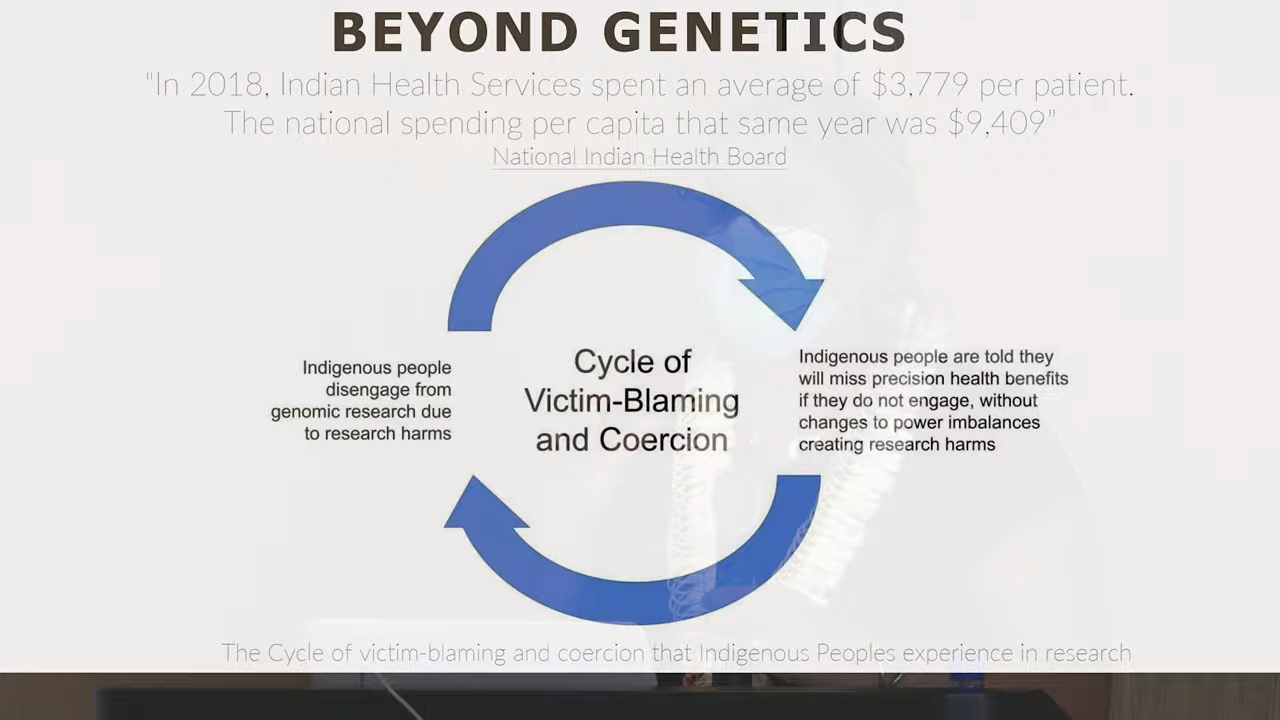 BEYOND GENETICS
"In 2018, Indian Health Services spent an average of $3,779 per patient.
The national spending per capita that same year was $9,409”
National Indian Health Board
Indigenous people
disengage from
genomic research due
to research harms
Cycle of
Victim-Blaming
and Coercion
Indigenous people are told they
will miss precision health benefits
if they do not engage, without
changes to power imbalances
creating research harms
The Cycle of victim-blaming and coercion that Indigenous Peoples experience in research